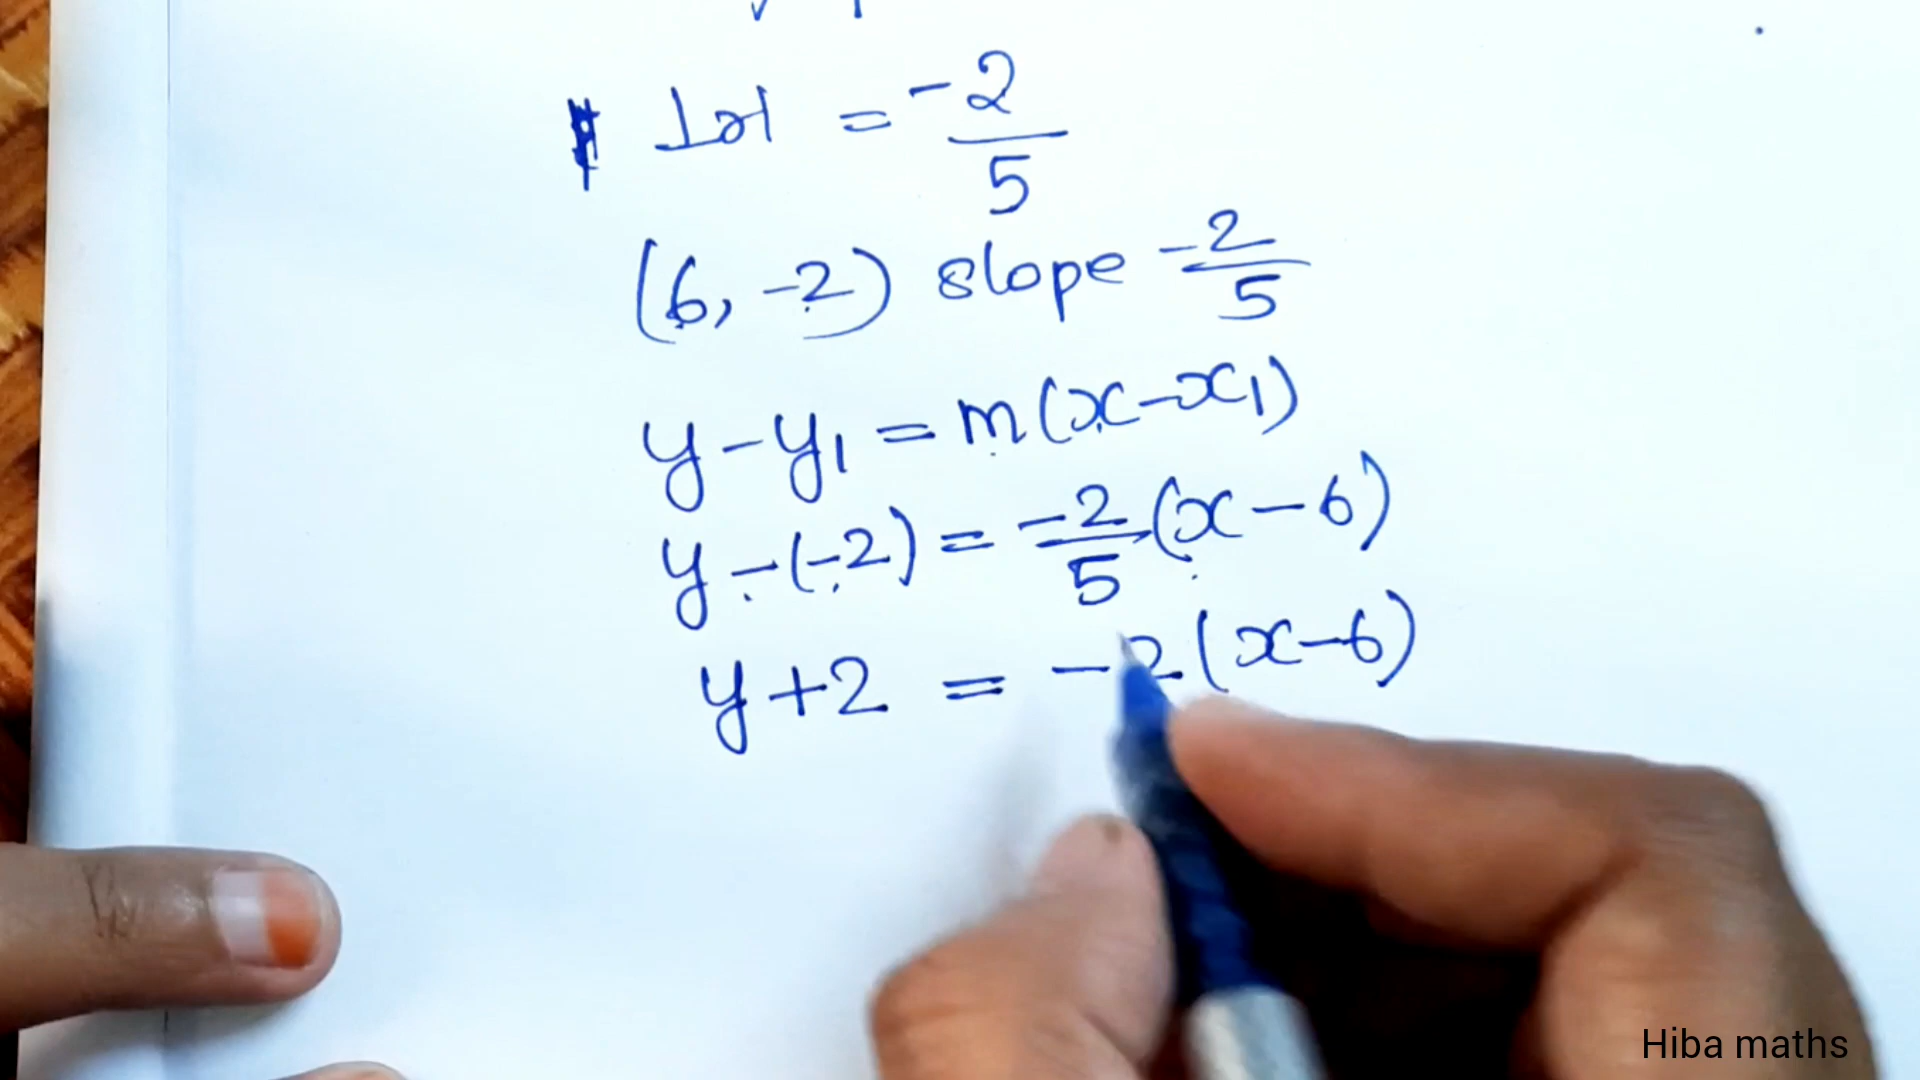 ⊥r = -2/5
(6, -2) slope -2/5
y - y₁ = m(x - x₁)
y - (-2) = -2/5 (x - 6)
y + 2 = -2(x - 6)
Hiba maths